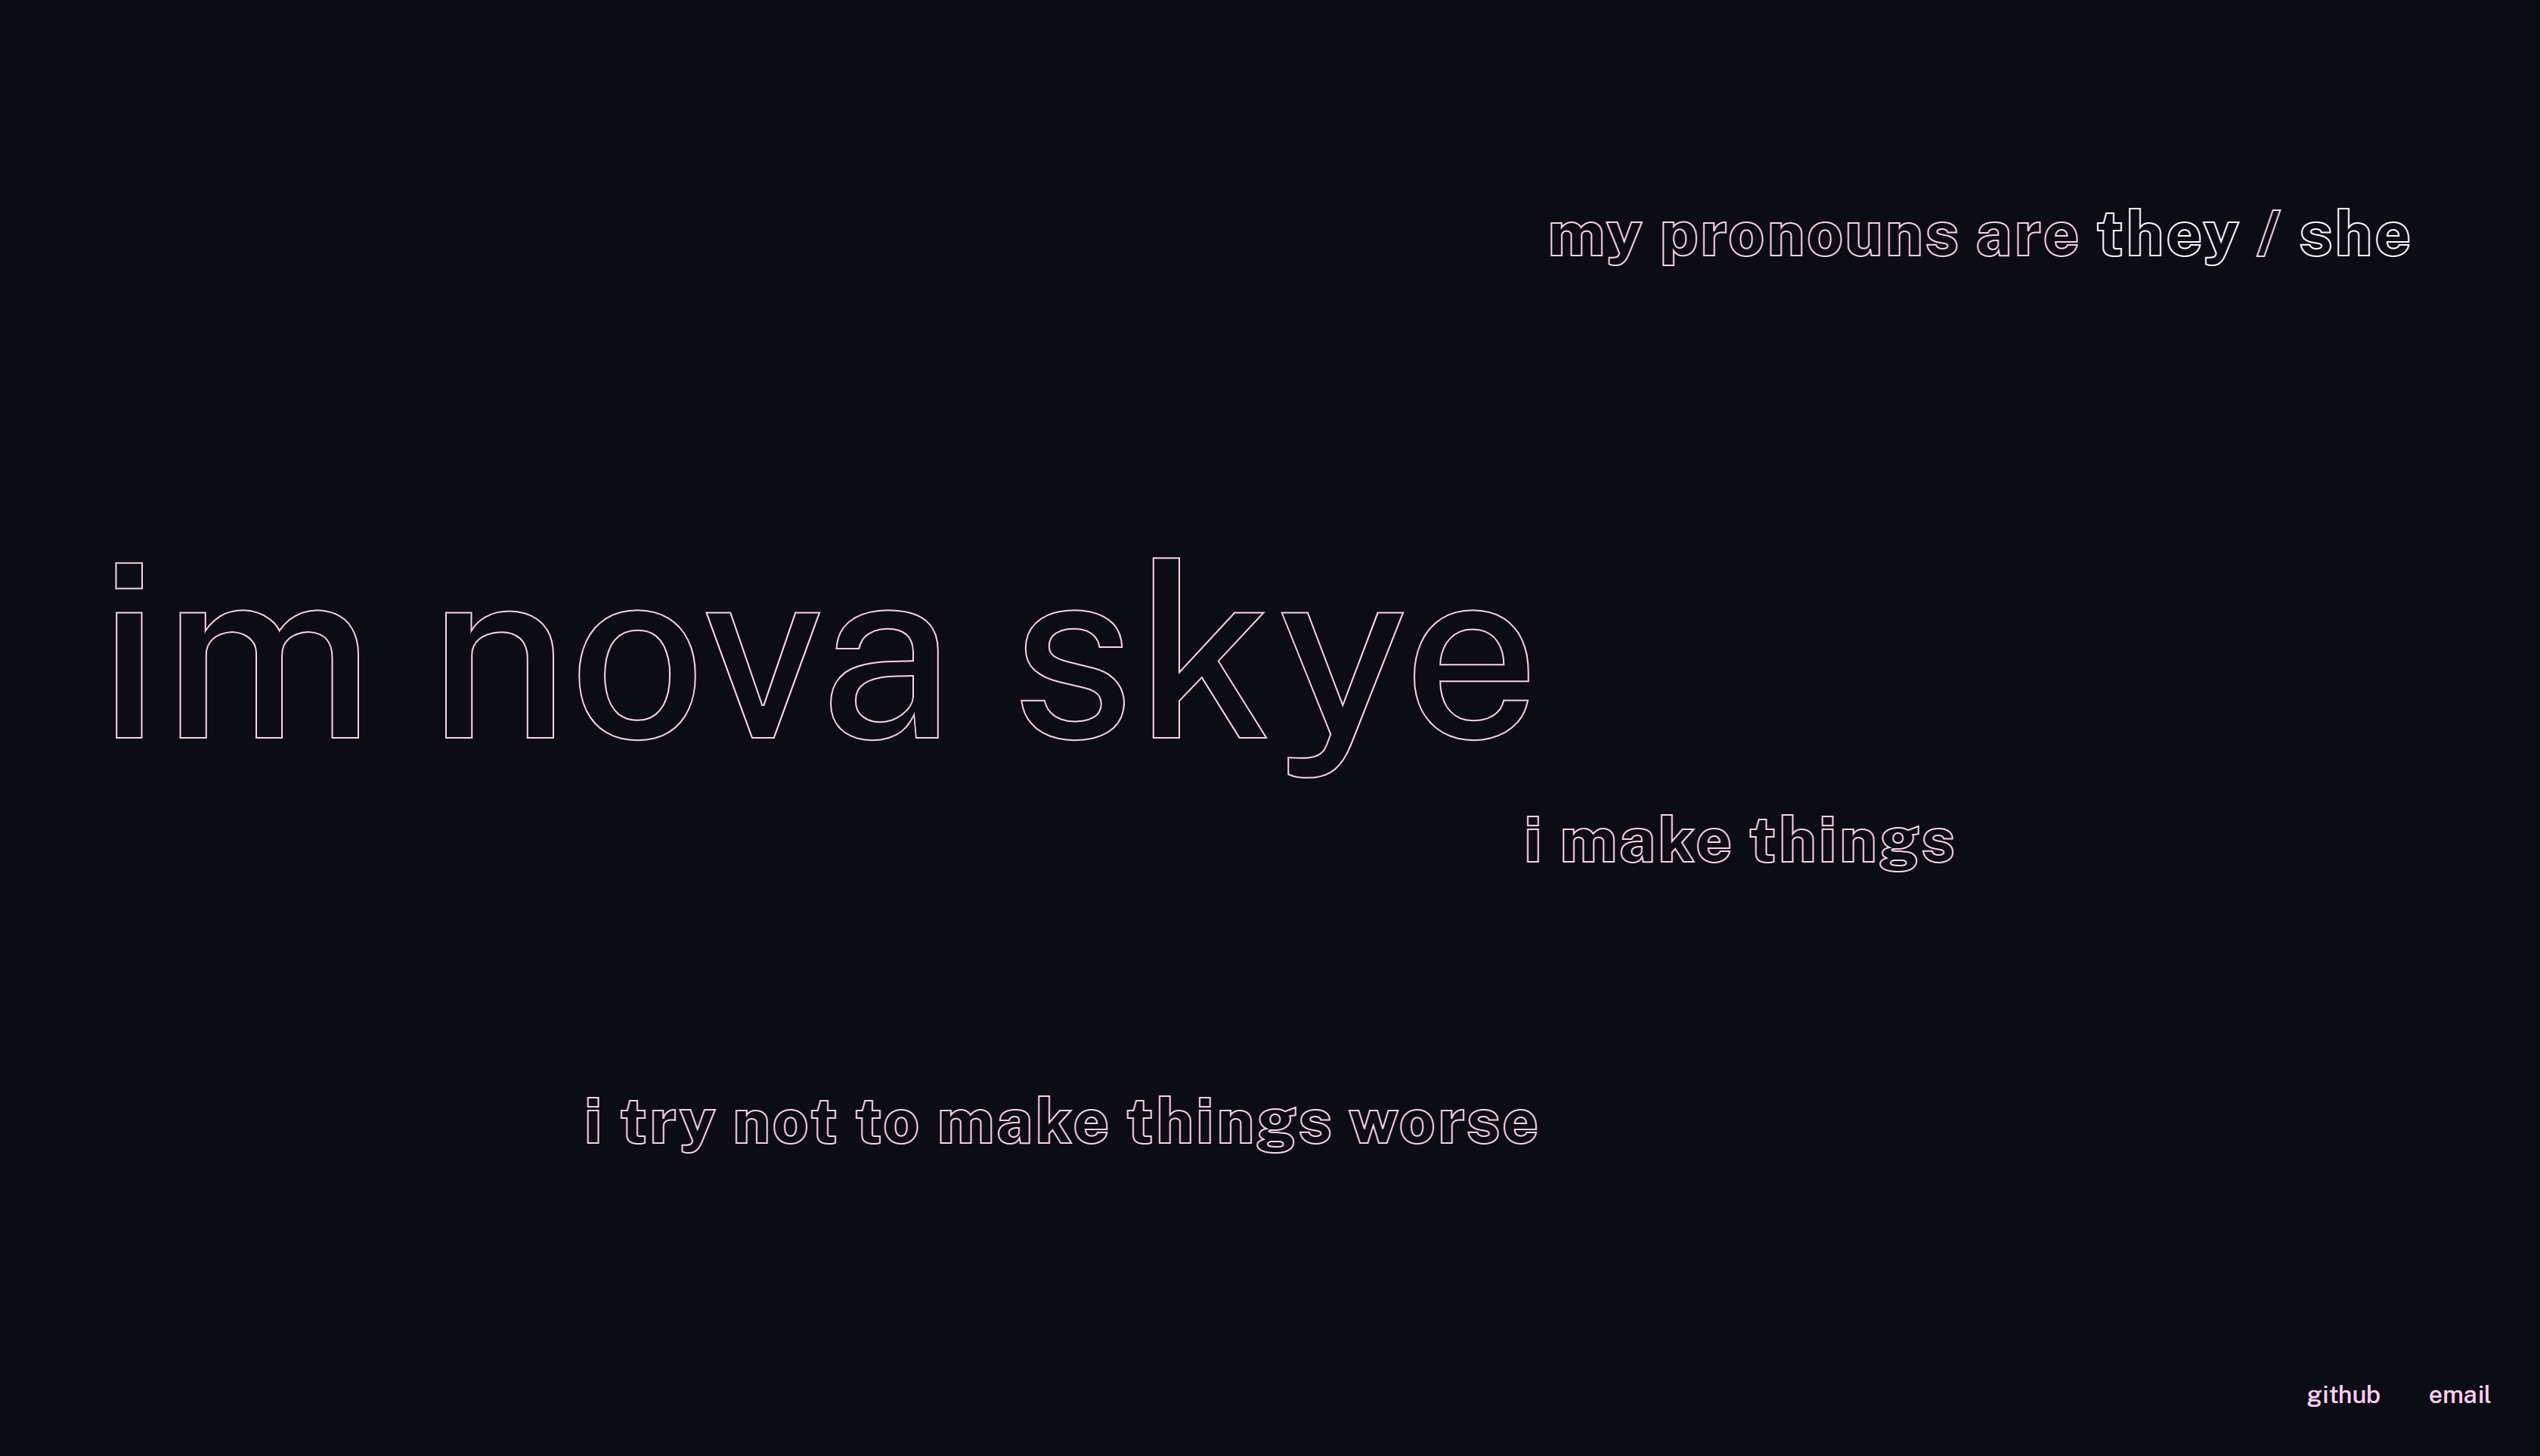 my pronouns are they / she
im nova skye
i make things
i try not to make things worse
github email